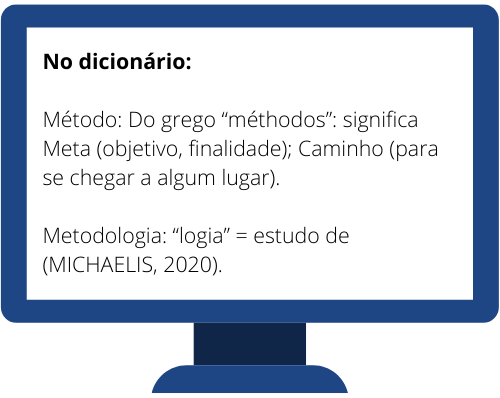 No dicionário:
Método: Do grego “méthodos”: significa
Meta (objetivo, finalidade); Caminho (para
se chegar a algum lugar).
Metodologia: “logia” = estudo de
(MICHAELIS, 2020).